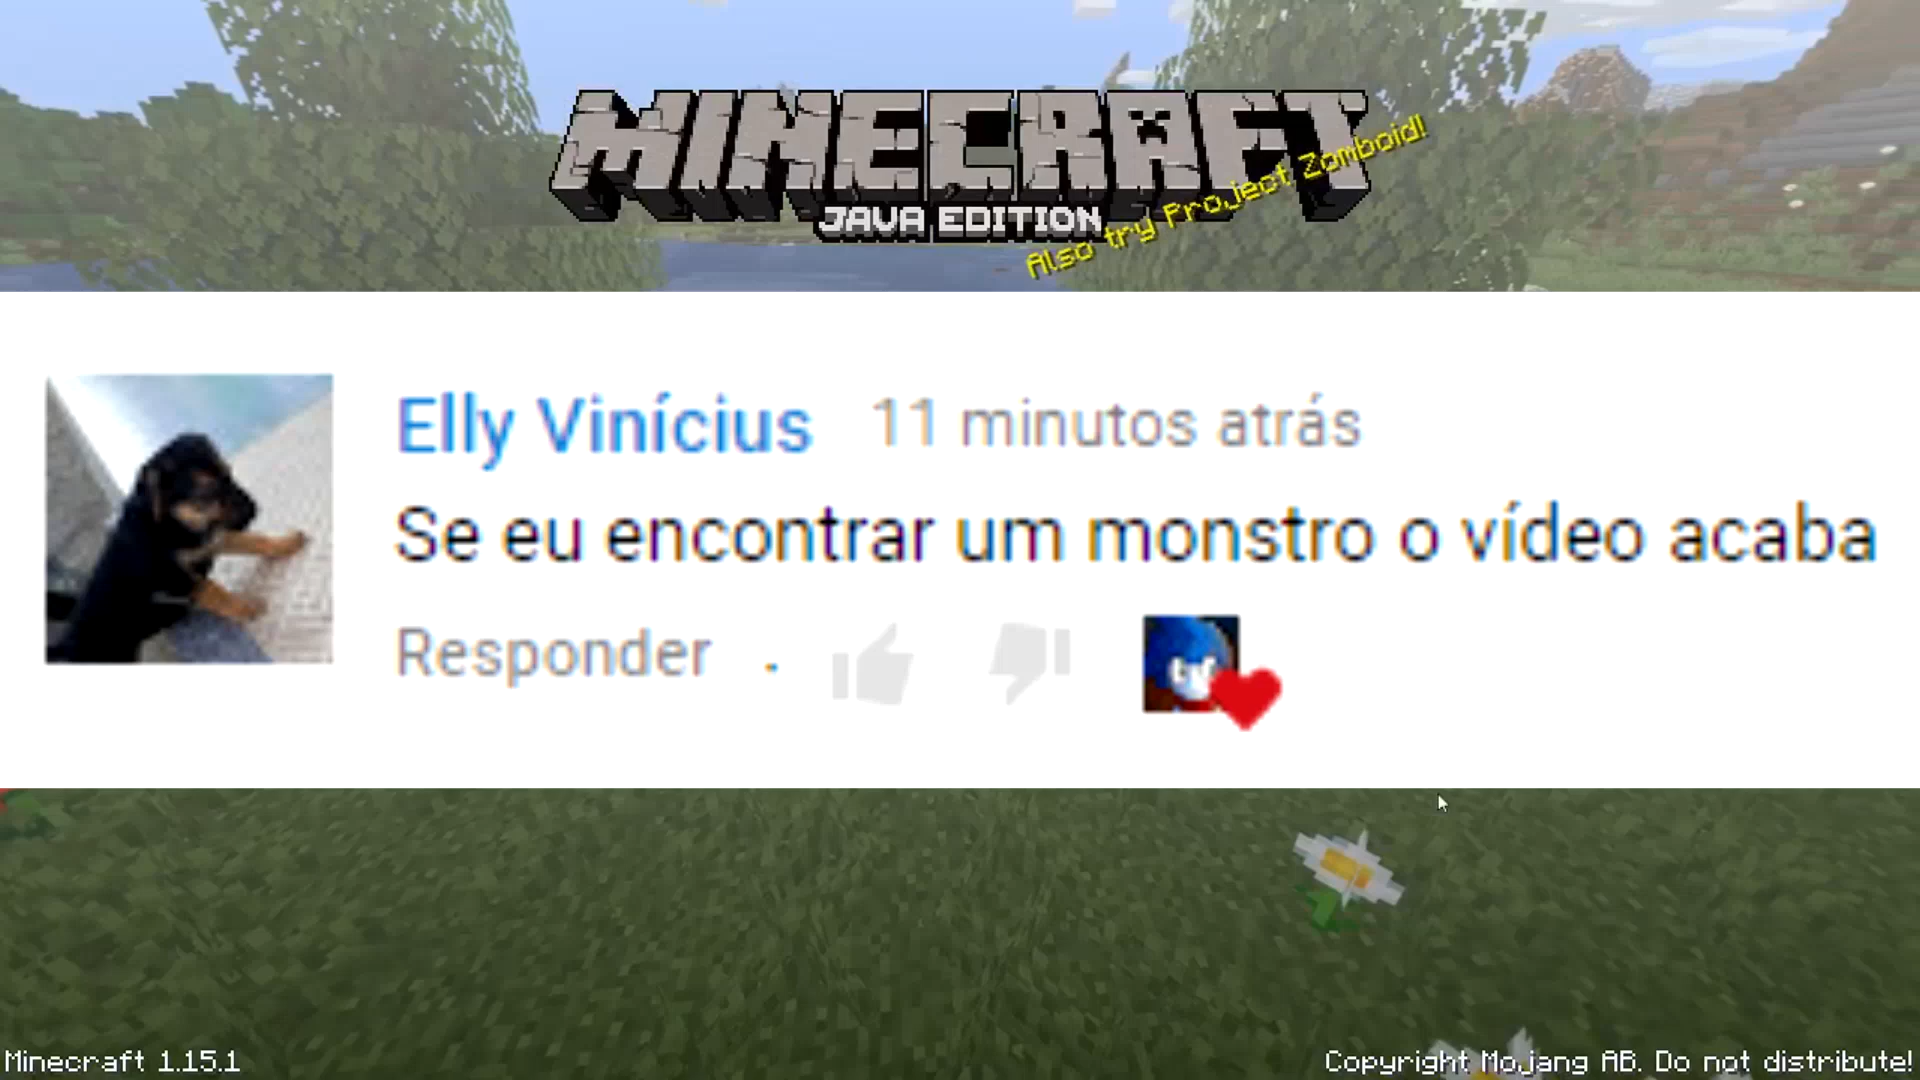 MINECRAFT
JAVA EDITION
Also try Project Zomboid!
Elly Vinícius 11 minutos atrás
Se eu encontrar um monstro o vídeo acaba
Responder
Minecraft 1.15.1
Copyright Mojang AB. Do not distribute!